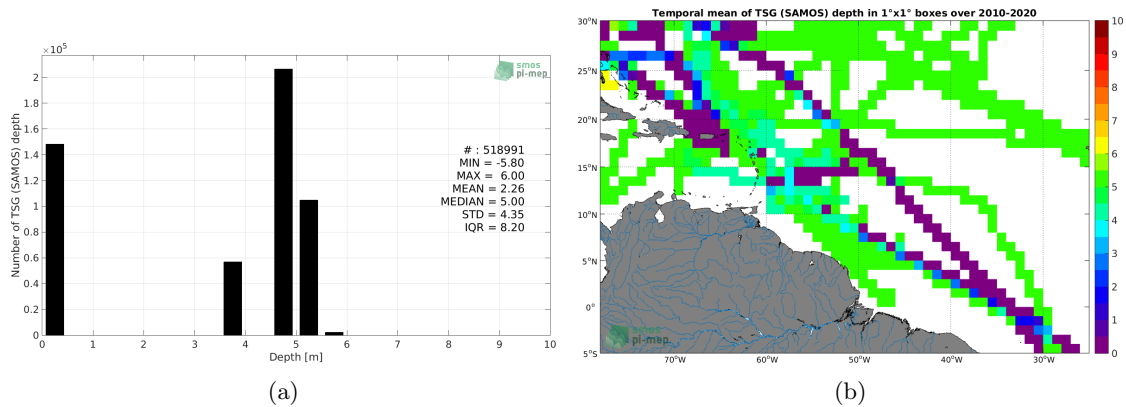 ×10⁵
2
1.8
1.6
1.4
1.2
1
0.8
0.6
0.4
0.2
0
Number of TSG (SAMOS) depth
smos
pi-mep
# : 518991
MIN = -5.80
MAX = 6.00
MEAN = 2.26
MEDIAN = 5.00
STD = 4.35
IQR = 8.20
0 1 2 3 4 5 6 7 8 9 10
Depth [m]
(a)
Temporal mean of TSG (SAMOS) depth in 1°x1° boxes over 2010-2020
30°N
25°N
20°N
15°N
10°N
5°N
0°
5°S
70°W 60°W 50°W 40°W 30°W
smos
pi-mep
10
9
8
7
6
5
4
3
2
1
0
(b)